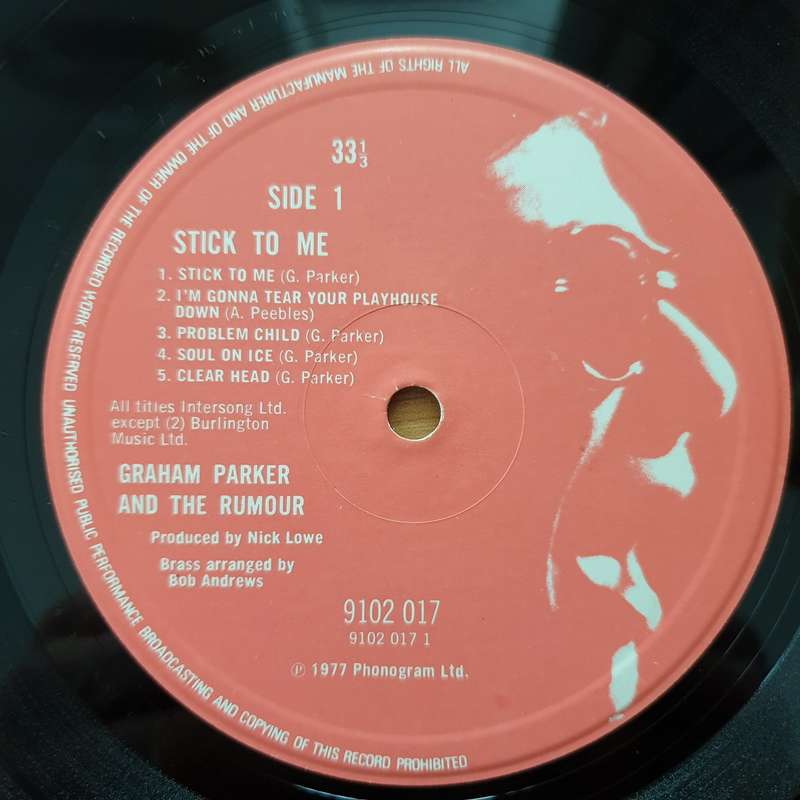 ALL RIGHTS OF THE MANUFACTURER AND OF THE OWNER OF THE RECORDED WORK RESERVED UNAUTHORISED PUBLIC PERFORMANCE BROADCASTING AND COPYING OF THIS RECORD PROHIBITED
33⅓
SIDE 1
STICK TO ME
1. STICK TO ME (G. Parker)
2. I'M GONNA TEAR YOUR PLAYHOUSE
DOWN (A. Peebles)
3. PROBLEM CHILD (G. Parker)
4. SOUL ON ICE (G. Parker)
5. CLEAR HEAD (G. Parker)
All titles Intersong Ltd.
except (2) Burlington
Music Ltd.
GRAHAM PARKER
AND THE RUMOUR
Produced by Nick Lowe
Brass arranged by
Bob Andrews
9102 017
9102 017 1
℗ 1977 Phonogram Ltd.